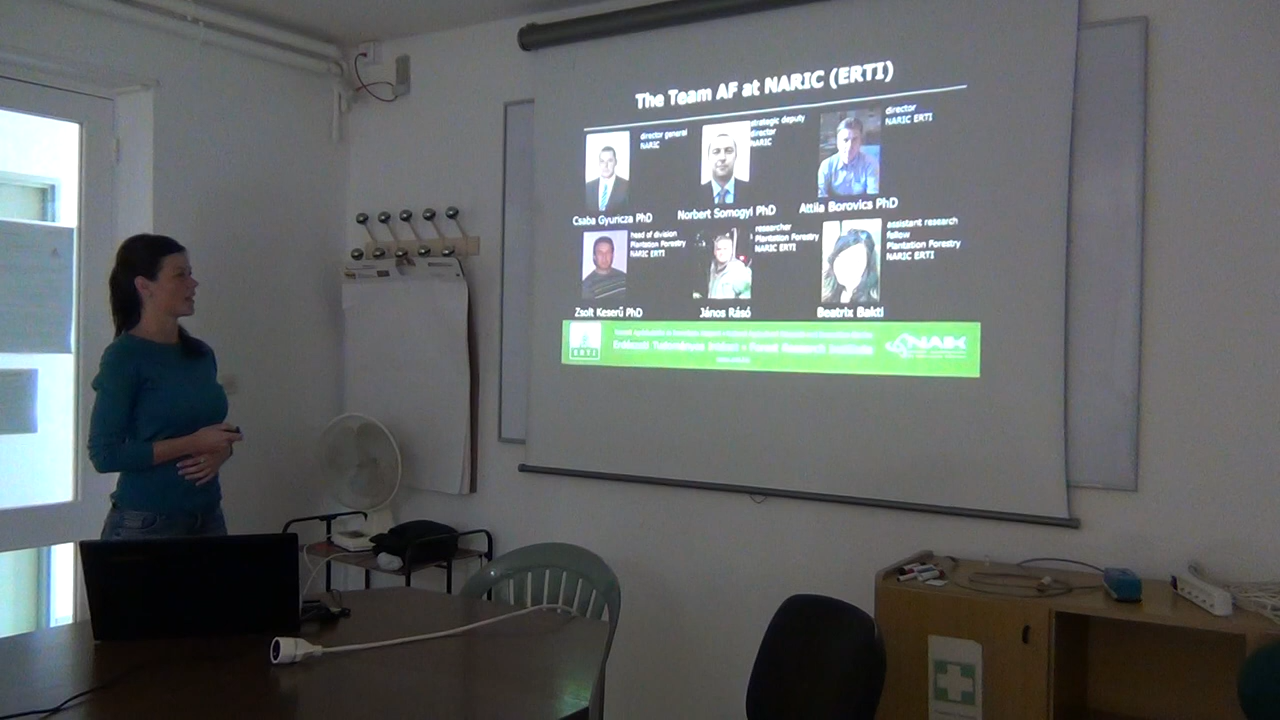 The Team AF at NARIC (ERTI)
director general
NARIC
strategic deputy
director
NARIC
director
NARIC ERTI
Csaba Gyuricza PhD
Norbert Somogyi PhD
Attila Borovics PhD
head of division
Plantation Forestry
NARIC ERTI
researcher
Plantation Forestry
NARIC ERTI
assistant research
fellow
Plantation Forestry
NARIC ERTI
Zsolt Keserű PhD
János Rásó
Beatrix Bakti
ERTI
Erdészeti Tudományos Intézet - Forest Research Institute
NAIK